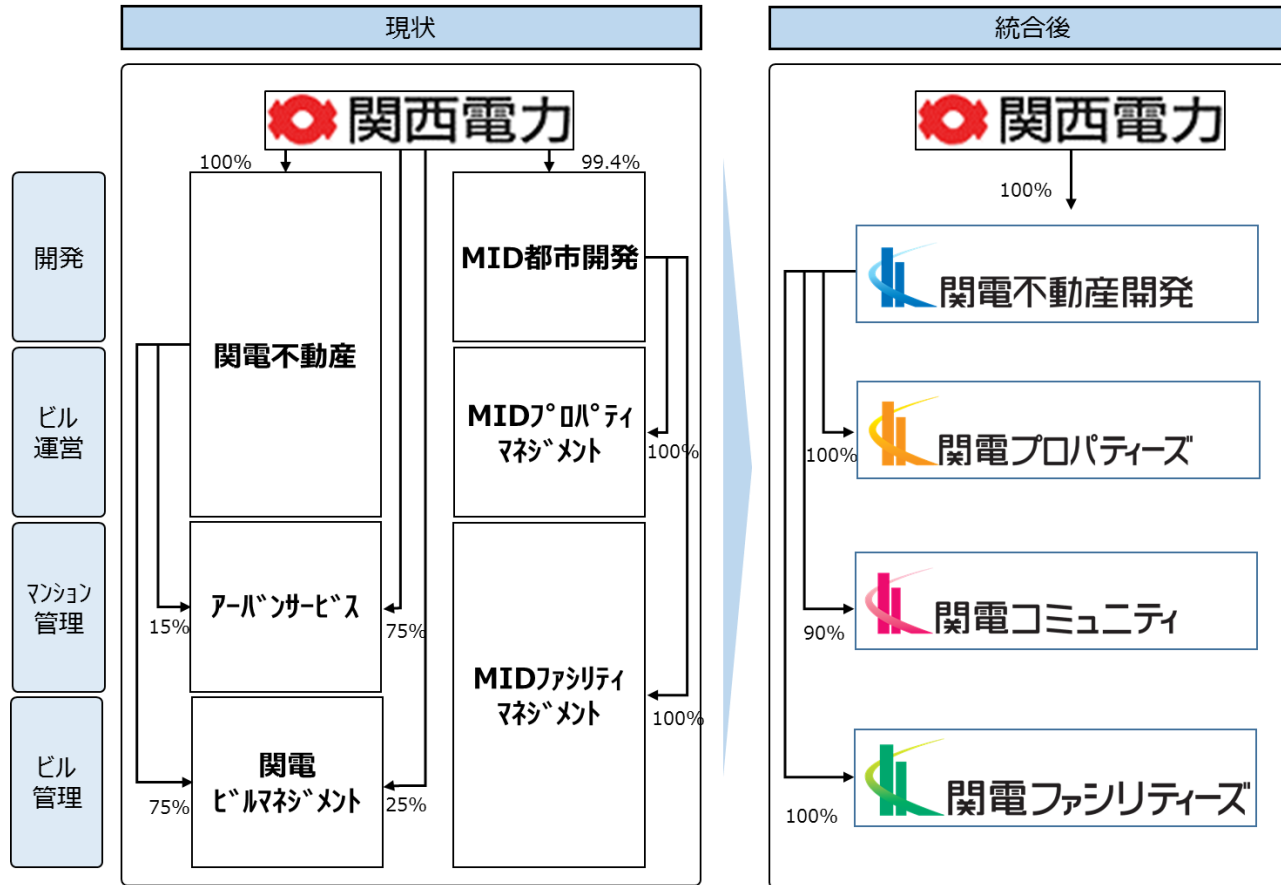 現状
統合後
関西電力
関西電力
100%
99.4%
100%
開発
ビル
運営
マンション
管理
ビル
管理
関電不動産
MID都市開発
MIDプロパティ
マネジメント
100%
アーバンサービス
15%
75%
MIDファシリティ
マネジメント
100%
関電
ビルマネジメント
75%
25%
関電不動産開発
100%
関電プロパティーズ
90%
関電コミュニティ
100%
関電ファシリティーズ